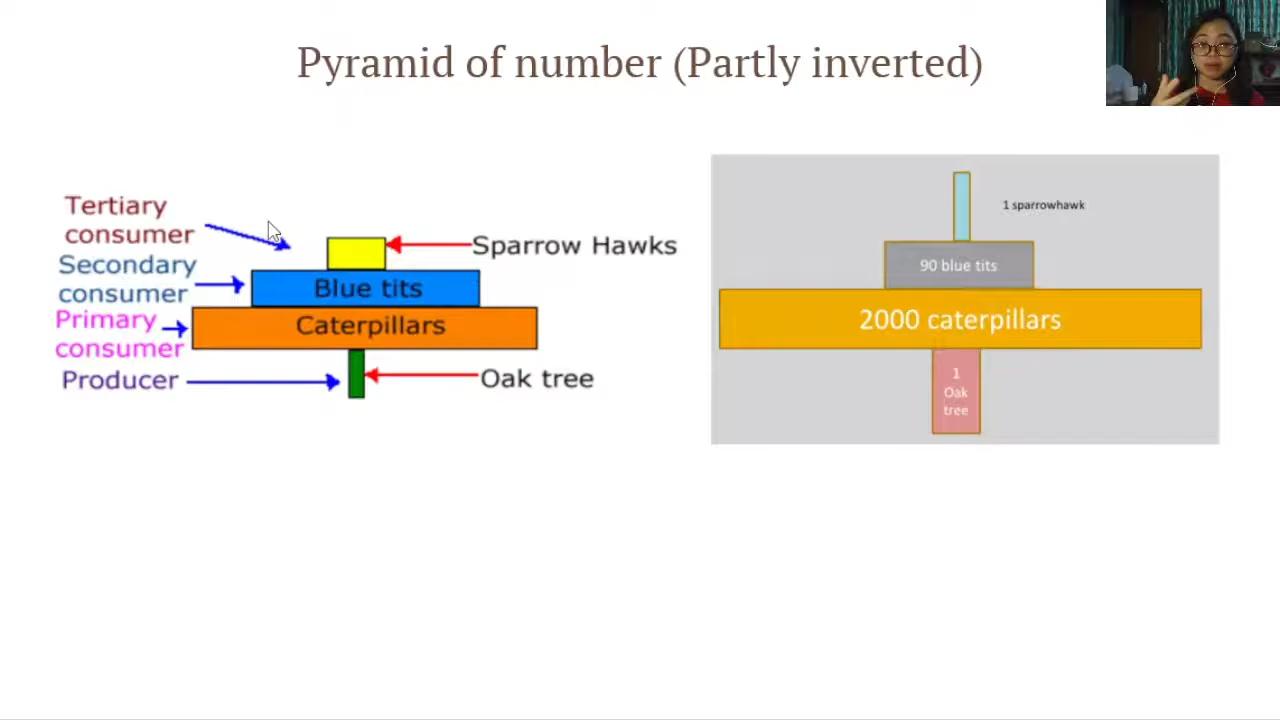 Pyramid of number (Partly inverted)
Tertiary
consumer
Sparrow Hawks
Secondary
consumer
Blue tits
Primary
consumer
Caterpillars
Producer
Oak tree
1 sparrowhawk
90 blue tits
2000 caterpillars
1
Oak
tree